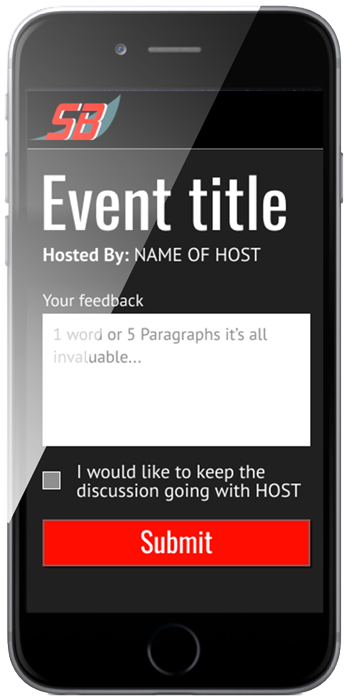 SB
Event title
Hosted By: NAME OF HOST
Your feedback
1 word or 5 Paragraphs it's all
invaluable...
I would like to keep the
discussion going with HOST
Submit